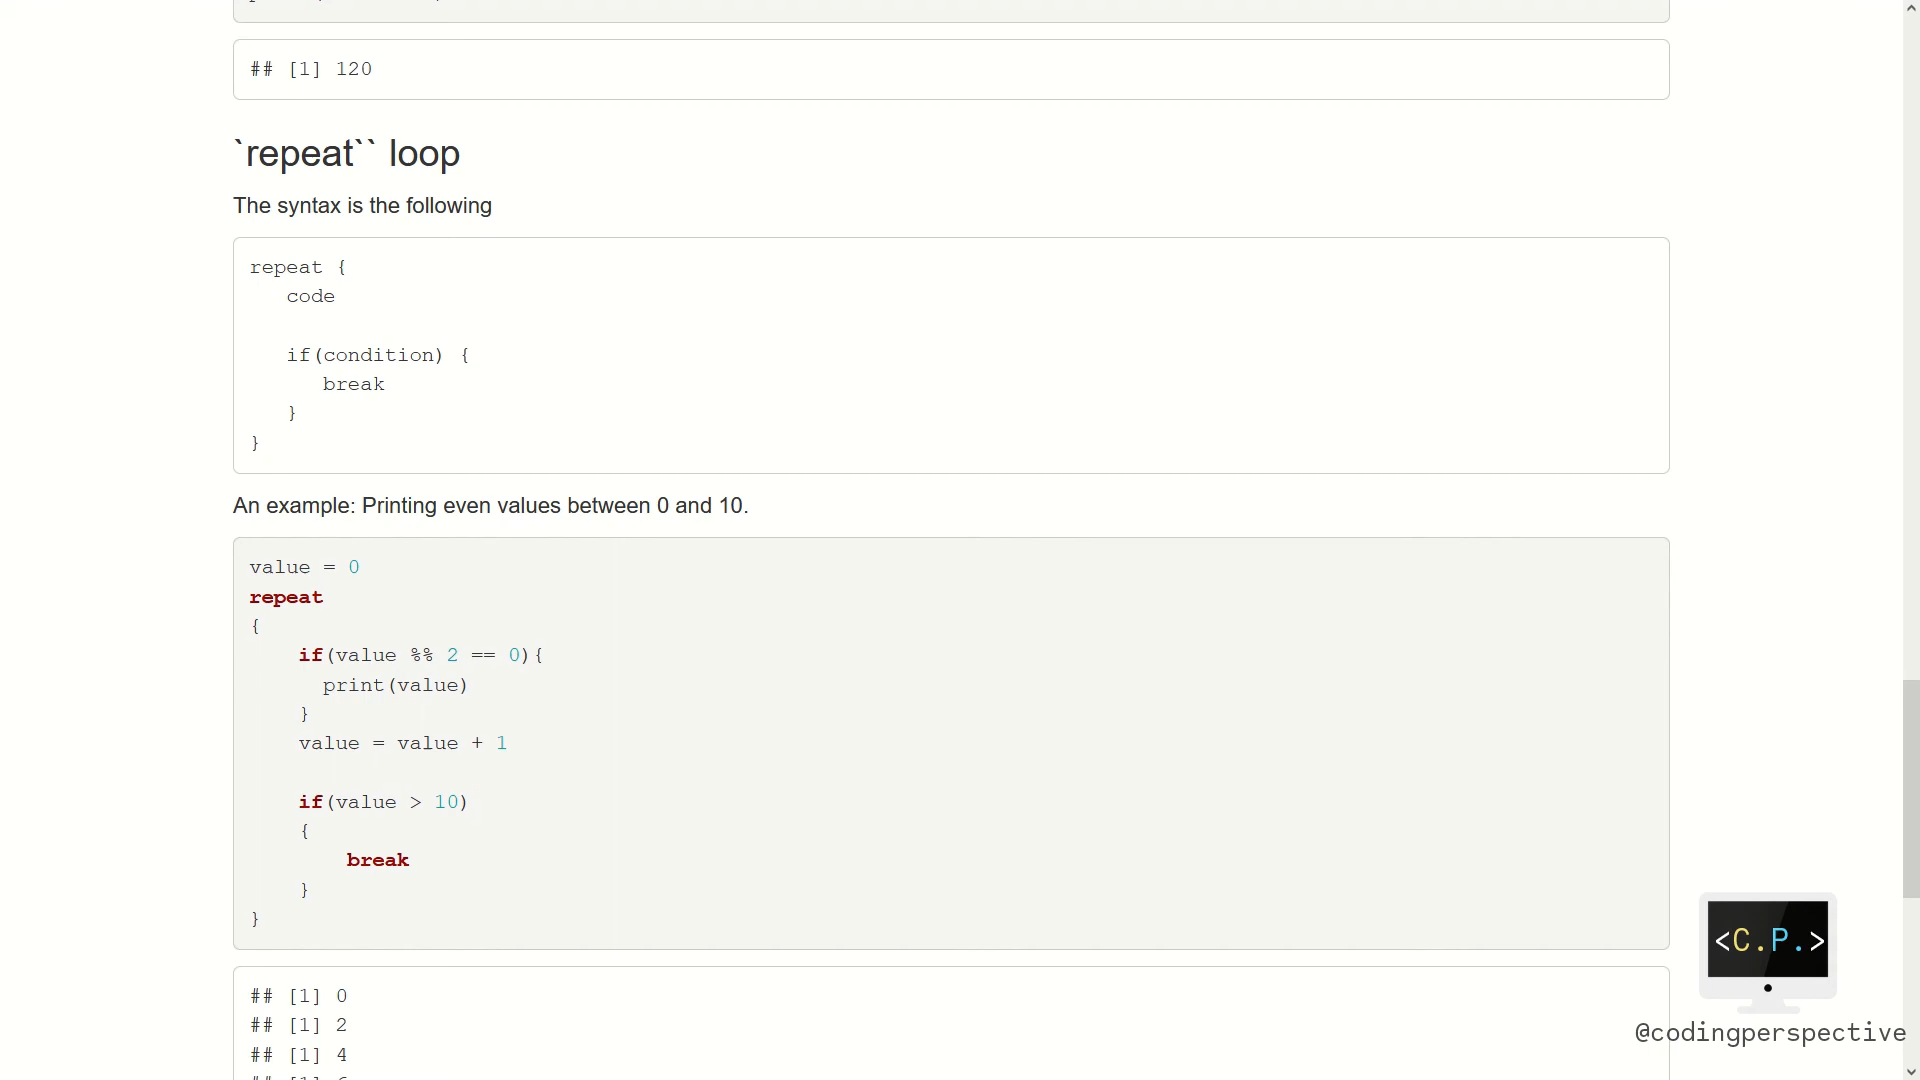 ## [1] 120
`repeat`` loop
The syntax is the following
repeat {
   code

   if(condition) {
      break
   }
}
An example: Printing even values between 0 and 10.
value = 0
repeat
{
    if(value %% 2 == 0){
      print(value)
    }
    value = value + 1

    if(value > 10)
    {
        break
    }
}
## [1] 0
## [1] 2
## [1] 4
<C.P.>
@codingperspective